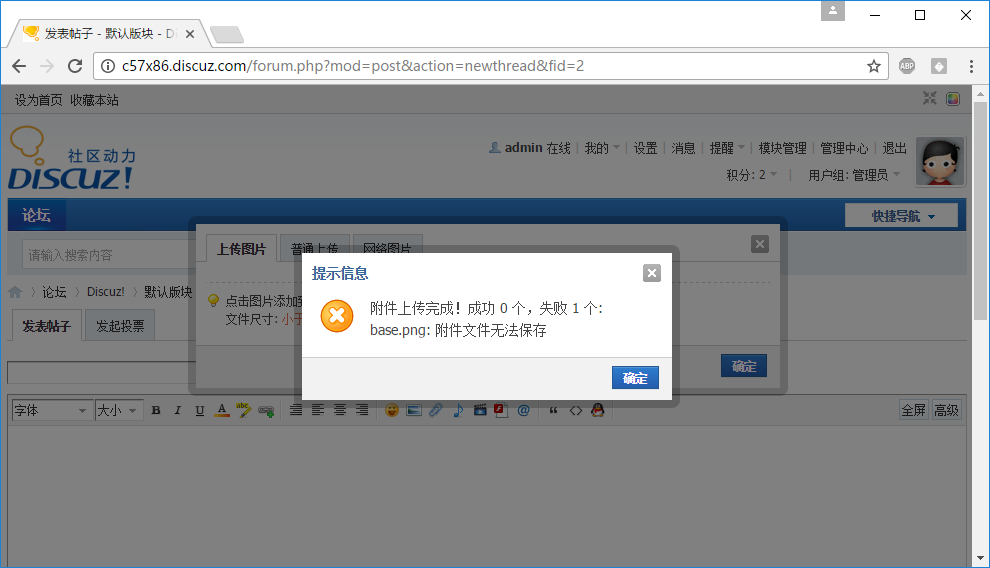 发表帖子 - 默认版块 - D
c57x86.discuz.com/forum.php?mod=post&action=newthread&fid=2
ABP
设为首页 收藏本站
社区动力
DISCUZ!
admin 在线 | 我的 | 设置 | 消息 | 提醒 | 模块管理 | 管理中心 | 退出
积分: 2 | 用户组: 管理员
论坛
快捷导航
请输入搜索内容
上传图片 普通上传 网络图片
论坛 Discuz! 默认版块
提示信息
点击图片添加
附件上传完成！成功 0 个，失败 1 个:
文件尺寸: 小于
base.png: 附件文件无法保存
发表帖子 发起投票
确定
确定
字体 大小 B I U A abc @ “ <> 全屏 高级